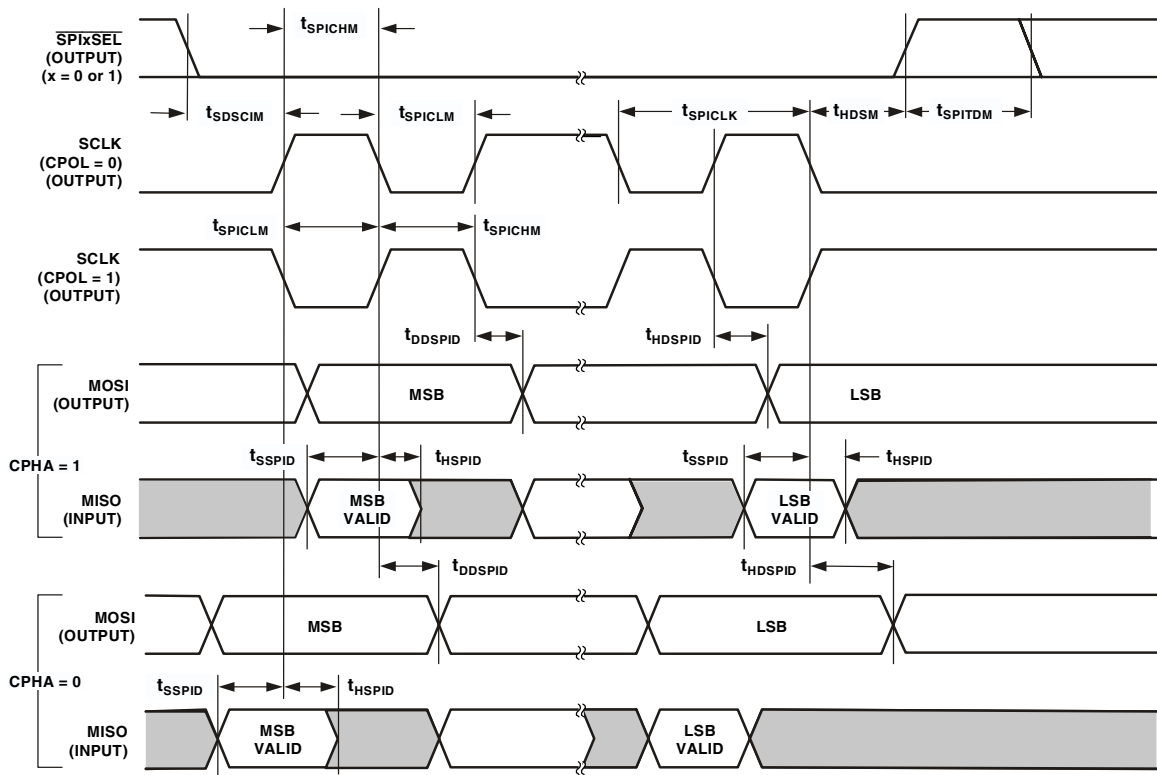 SPIxSEL
(OUTPUT)
(x = 0 or 1)
tSPICHM
tSDSCIM
tSPICLM
tSPICLK
tHDSM
tSPITDM
SCLK
(CPOL = 0)
(OUTPUT)
tSPICLM
tSPICHM
SCLK
(CPOL = 1)
(OUTPUT)
tDDSPID
tHDSPID
MOSI
(OUTPUT)
MSB
LSB
CPHA = 1
tSSPID
tHSPID
tSSPID
tHSPID
MISO
(INPUT)
MSB
VALID
LSB
VALID
tDDSPID
tHDSPID
MOSI
(OUTPUT)
MSB
LSB
CPHA = 0
tSSPID
tHSPID
MISO
(INPUT)
MSB
VALID
LSB
VALID